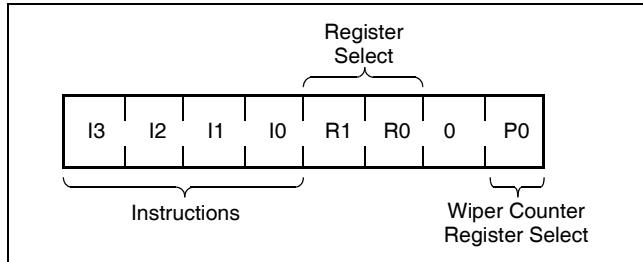 Register
Select
I3 I2 I1 I0 R1 R0 0 P0
Instructions
Wiper Counter
Register Select